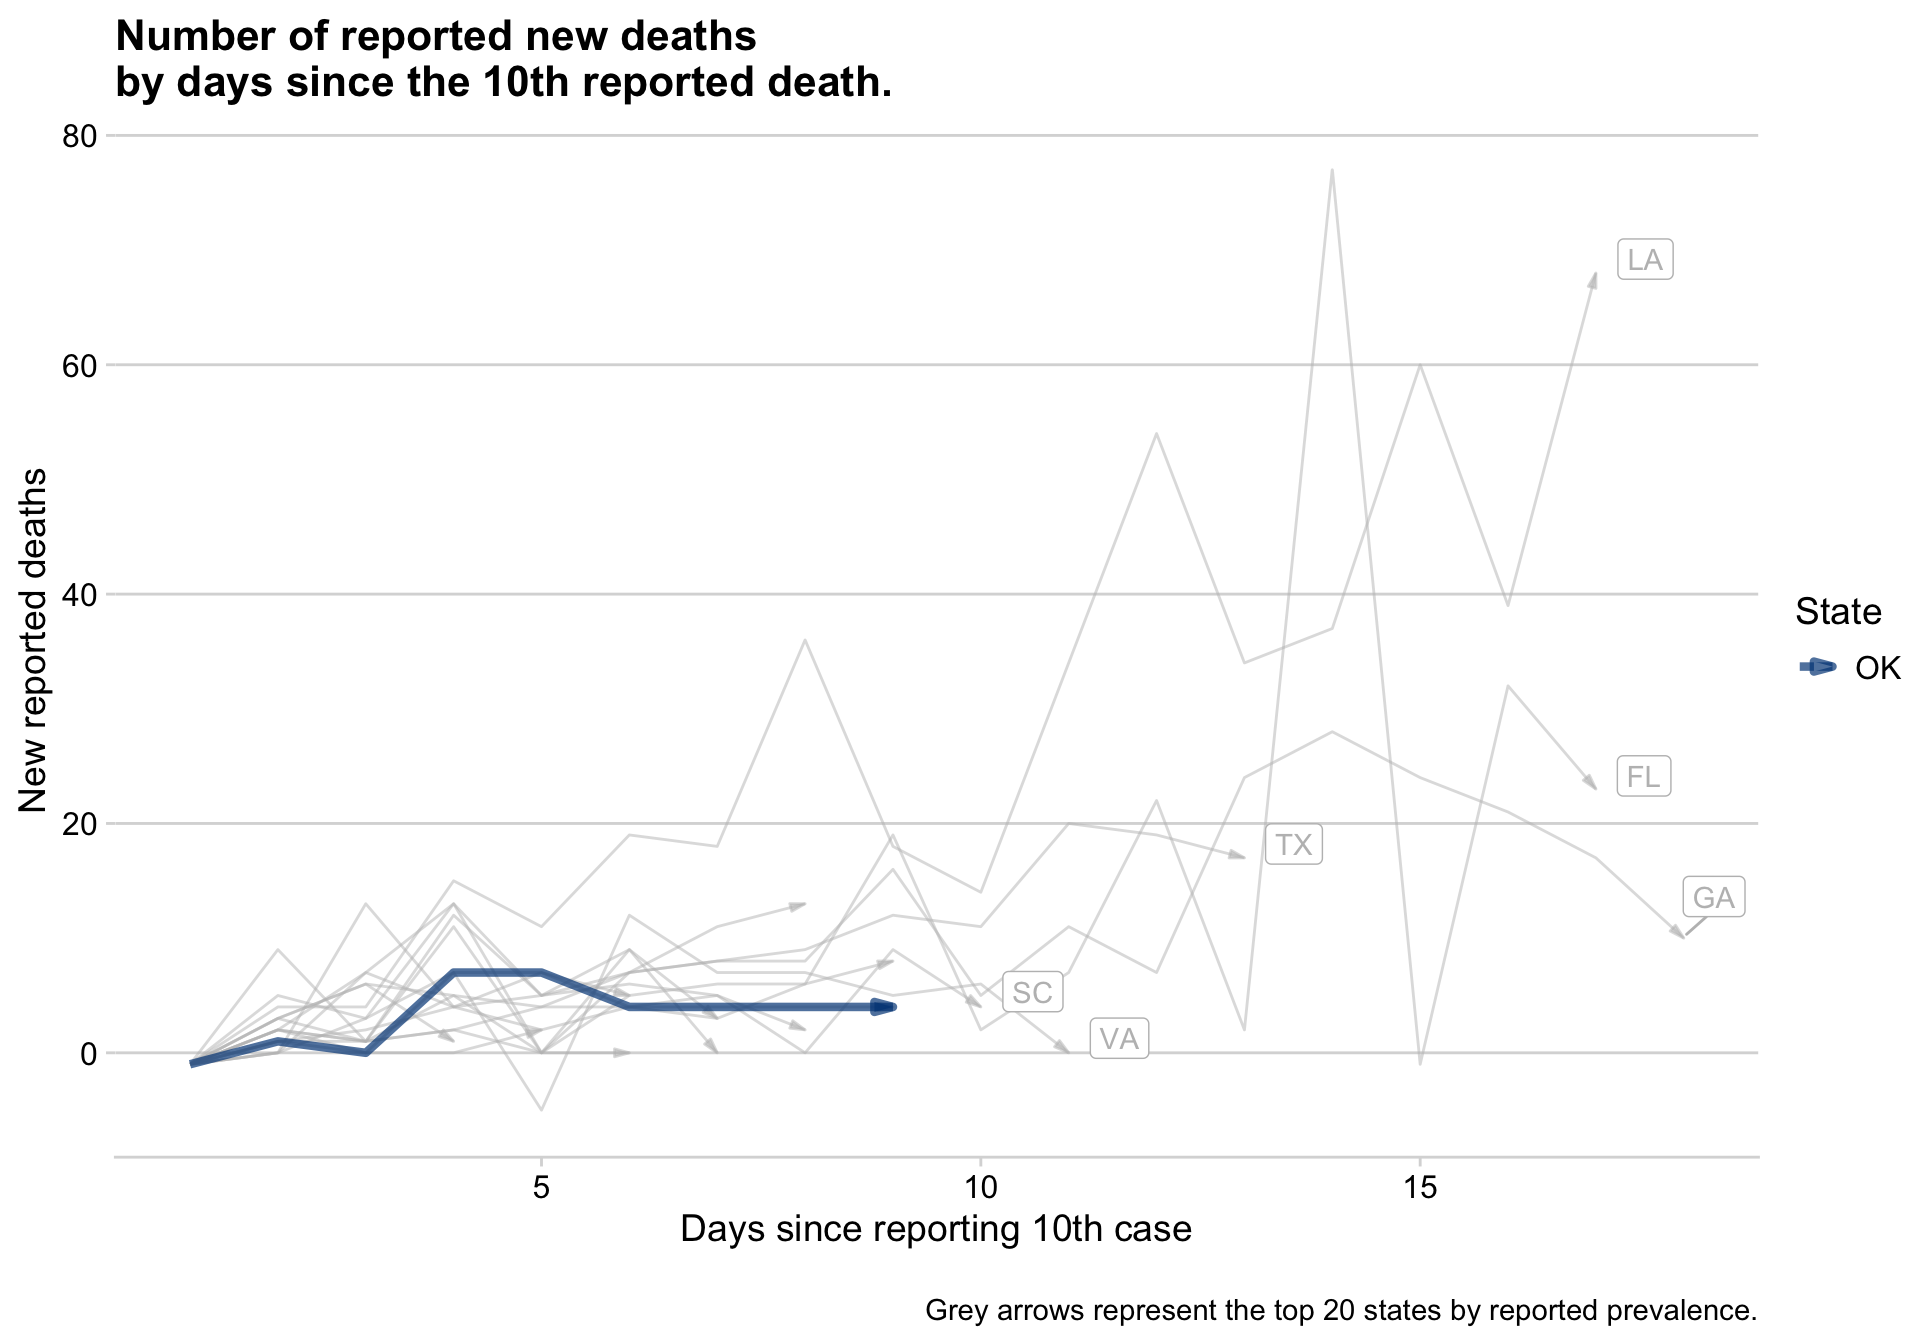 Number of reported new deaths
by days since the 10th reported death.
80
60
40
20
0
New reported deaths
LA
FL
TX
GA
SC
VA
State
OK
5
10
15
Days since reporting 10th case
Grey arrows represent the top 20 states by reported prevalence.